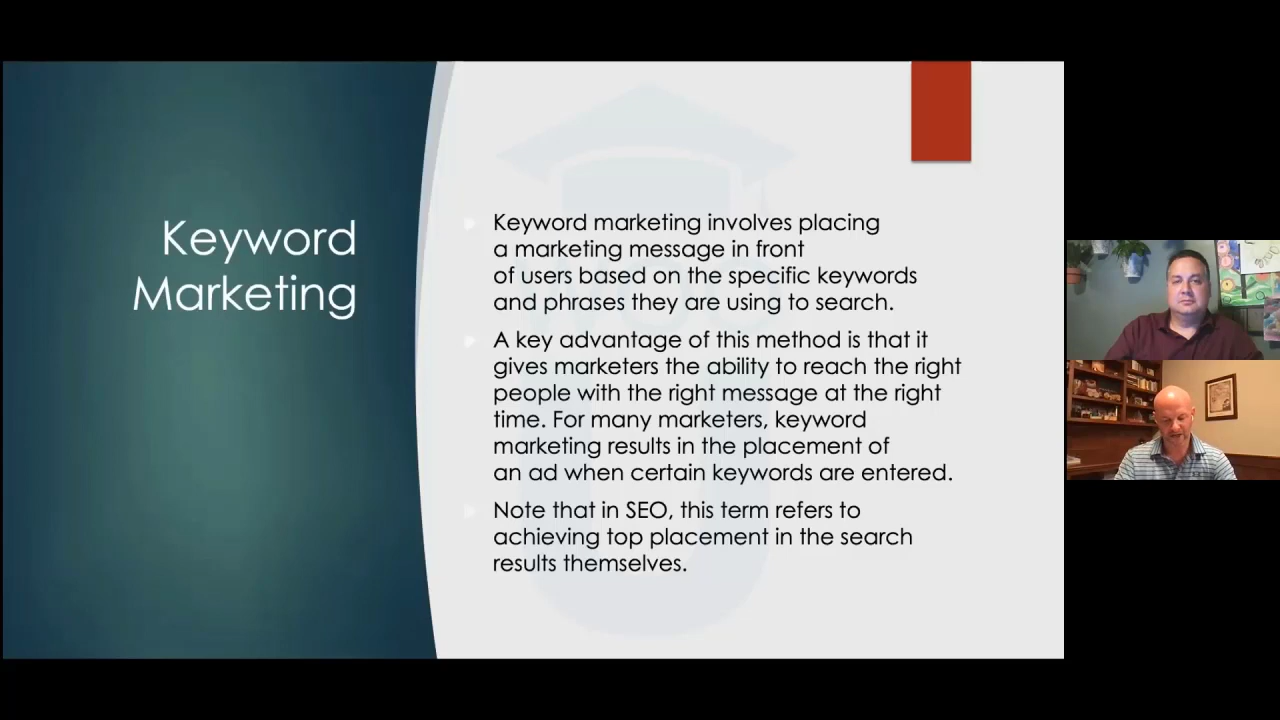 Keyword
Marketing
Keyword marketing involves placing
a marketing message in front
of users based on the specific keywords
and phrases they are using to search.
A key advantage of this method is that it
gives marketers the ability to reach the right
people with the right message at the right
time. For many marketers, keyword
marketing results in the placement of
an ad when certain keywords are entered.
Note that in SEO, this term refers to
achieving top placement in the search
results themselves.